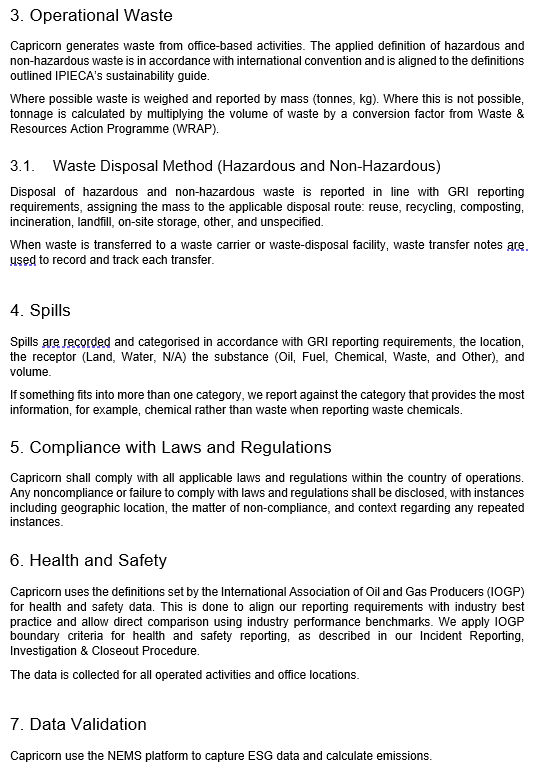 3. Operational Waste
Capricorn generates waste from office-based activities. The applied definition of hazardous and
non-hazardous waste is in accordance with international convention and is aligned to the definitions
outlined IPIECA's sustainability guide.
Where possible waste is weighed and reported by mass (tonnes, kg). Where this is not possible,
tonnage is calculated by multiplying the volume of waste by a conversion factor from Waste &
Resources Action Programme (WRAP).
3.1. Waste Disposal Method (Hazardous and Non-Hazardous)
Disposal of hazardous and non-hazardous waste is reported in line with GRI reporting
requirements, assigning the mass to the applicable disposal route: reuse, recycling, composting,
incineration, landfill, on-site storage, other, and unspecified.
When waste is transferred to a waste carrier or waste-disposal facility, waste transfer notes are
used to record and track each transfer.
4. Spills
Spills are recorded and categorised in accordance with GRI reporting requirements, the location,
the receptor (Land, Water, N/A) the substance (Oil, Fuel, Chemical, Waste, and Other), and
volume.
If something fits into more than one category, we report against the category that provides the most
information, for example, chemical rather than waste when reporting waste chemicals.
5. Compliance with Laws and Regulations
Capricorn shall comply with all applicable laws and regulations within the country of operations.
Any noncompliance or failure to comply with laws and regulations shall be disclosed, with instances
including geographic location, the matter of non-compliance, and context regarding any repeated
instances.
6. Health and Safety
Capricorn uses the definitions set by the International Association of Oil and Gas Producers (IOGP)
for health and safety data. This is done to align our reporting requirements with industry best
practice and allow direct comparison using industry performance benchmarks. We apply IOGP
boundary criteria for health and safety reporting, as described in our Incident Reporting,
Investigation & Closeout Procedure.
The data is collected for all operated activities and office locations.
7. Data Validation
Capricorn use the NEMS platform to capture ESG data and calculate emissions.